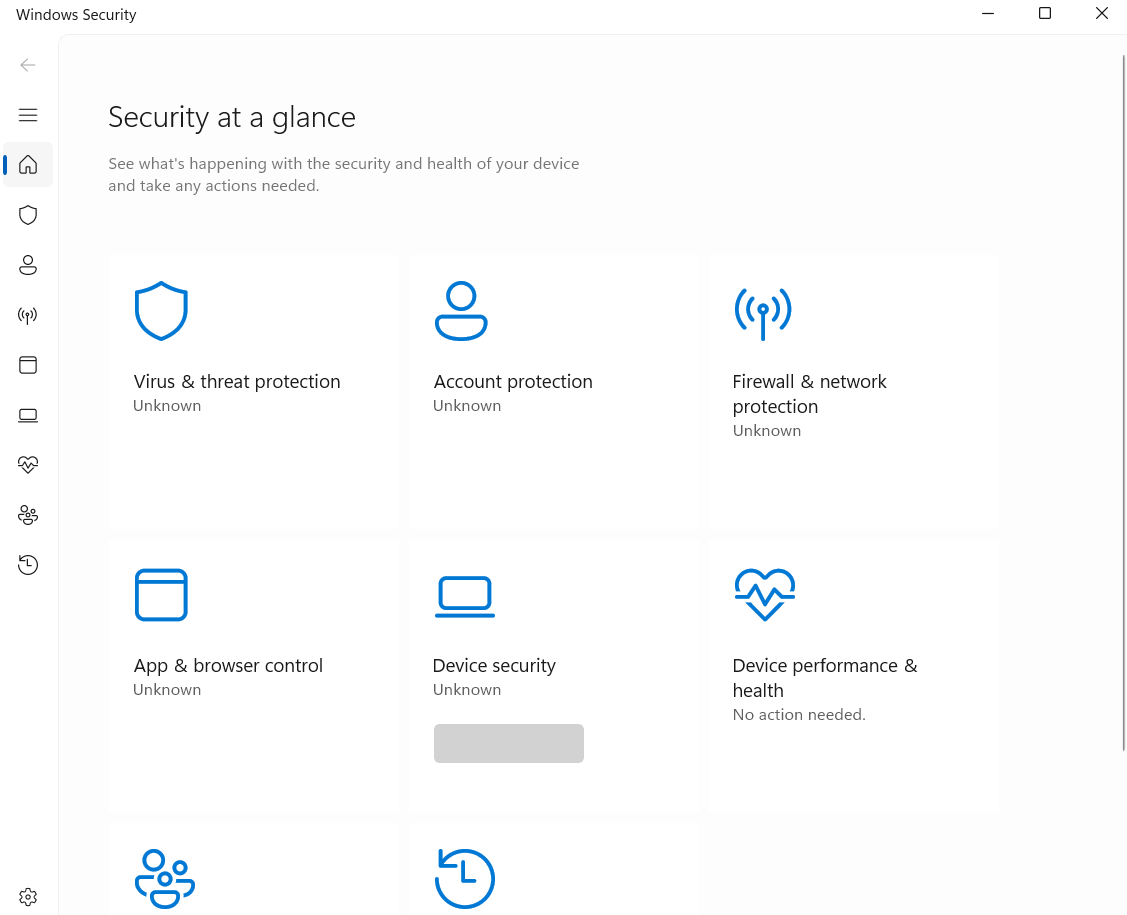 Windows Security
Security at a glance
See what's happening with the security and health of your device
and take any actions needed.
Virus & threat protection
Unknown
Account protection
Unknown
Firewall & network
protection
Unknown
App & browser control
Unknown
Device security
Unknown
Device performance &
health
No action needed.